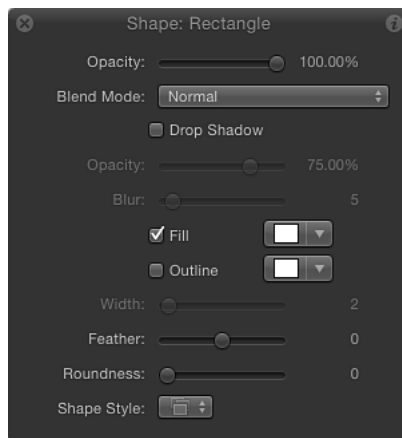 Shape: Rectangle
Opacity: 100.00%
Blend Mode: Normal
Drop Shadow
Opacity: 75.00%
Blur: 5
Fill
Outline
Width: 2
Feather: 0
Roundness: 0
Shape Style: